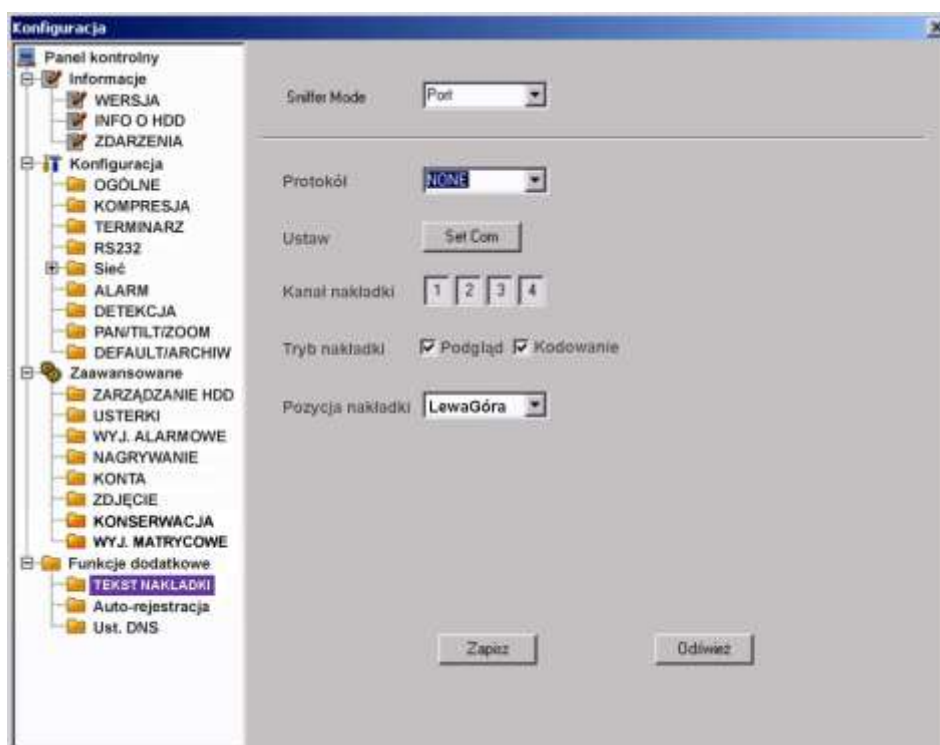 Konfiguracja
Panel kontrolny
Informacje
WERSJA
INFO O HDD
ZDARZENIA
Konfiguracja
OGÓLNE
KOMPRESJA
TERMINARZ
RS232
Sieć
ALARM
DETEKCJA
PAN/TILT/ZOOM
DEFAULT/ARCHIW
Zaawansowane
ZARZĄDZANIE HDD
USTERKI
WYJ. ALARMOWE
NAGRYWANIE
KONTA
ZDJĘCIE
KONSERWACJA
WYJ. MATRYCOWE
Funkcje dodatkowe
TEKST NAKLADKI
Auto-rejestracja
Ust. DNS
Sniffer Mode Port
Protokół NONE
Ustaw Set Com
Kanał nakładki 1 2 3 4
Tryb nakładki Podgląd Kodowanie
Pozycja nakładki LewaGóra
Zapisz Odśwież